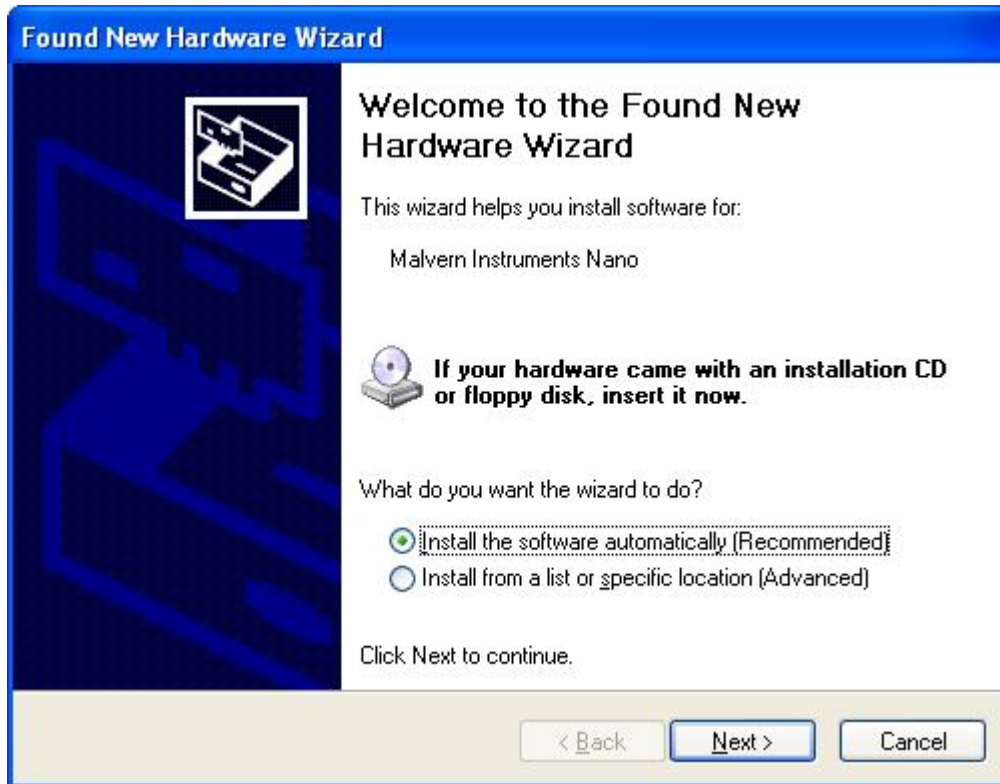 Found New Hardware Wizard
Welcome to the Found New
Hardware Wizard
This wizard helps you install software for:
Malvern Instruments Nano
If your hardware came with an installation CD
or floppy disk, insert it now.
What do you want the wizard to do?
Install the software automatically (Recommended)
Install from a list or specific location (Advanced)
Click Next to continue.
< Back
Next >
Cancel